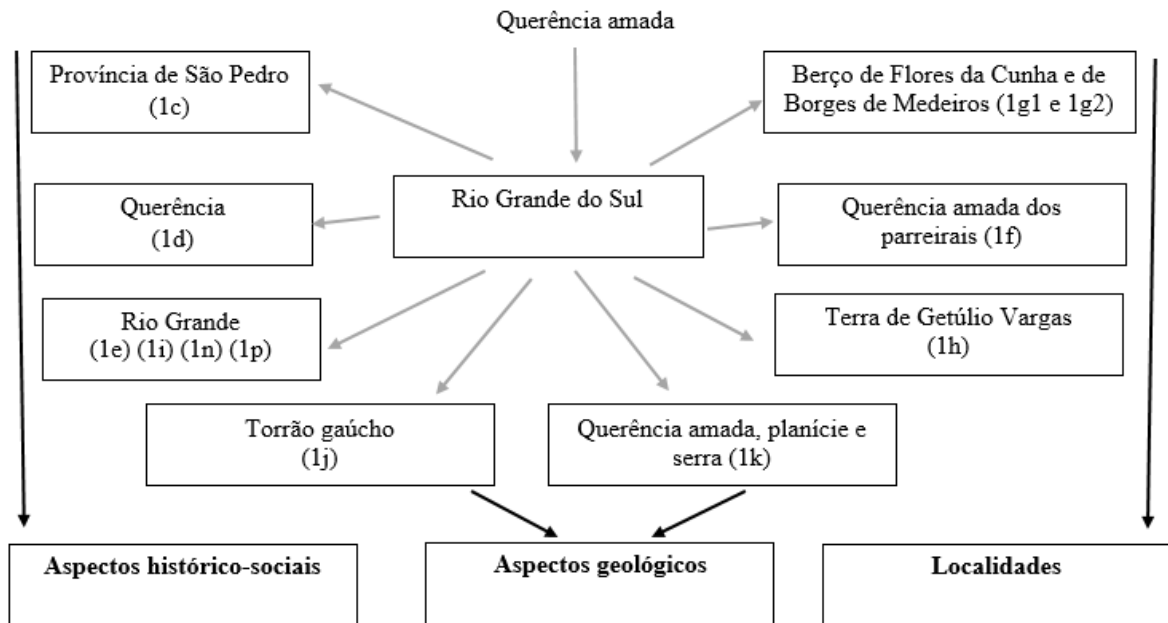 Querência amada
Província de São Pedro
(1c)
Berço de Flores da Cunha e de
Borges de Medeiros (1g1 e 1g2)
Querência
(1d)
Rio Grande do Sul
Querência amada dos
parreirais (1f)
Rio Grande
(1e) (1i) (1n) (1p)
Terra de Getúlio Vargas
(1h)
Torrão gaúcho
(1j)
Querência amada, planície e
serra (1k)
Aspectos histórico-sociais
Aspectos geológicos
Localidades